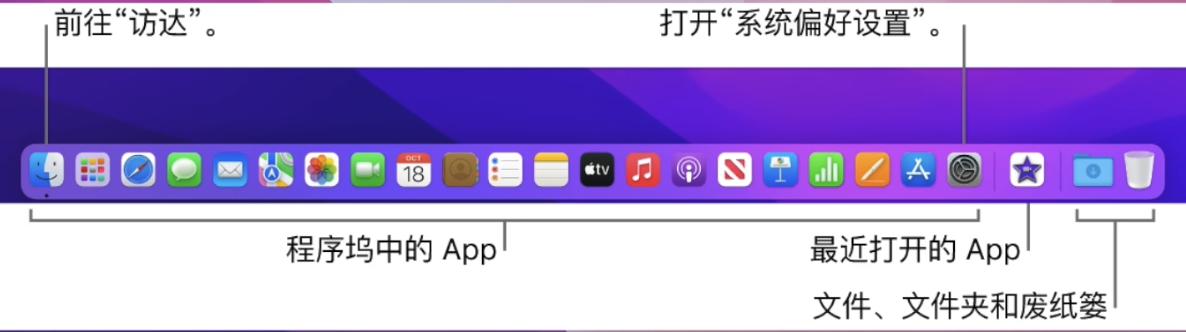 前往“访达”。
打开“系统偏好设置”。
OCT
18
tv
程序坞中的 App
最近打开的 App
文件、文件夹和废纸篓